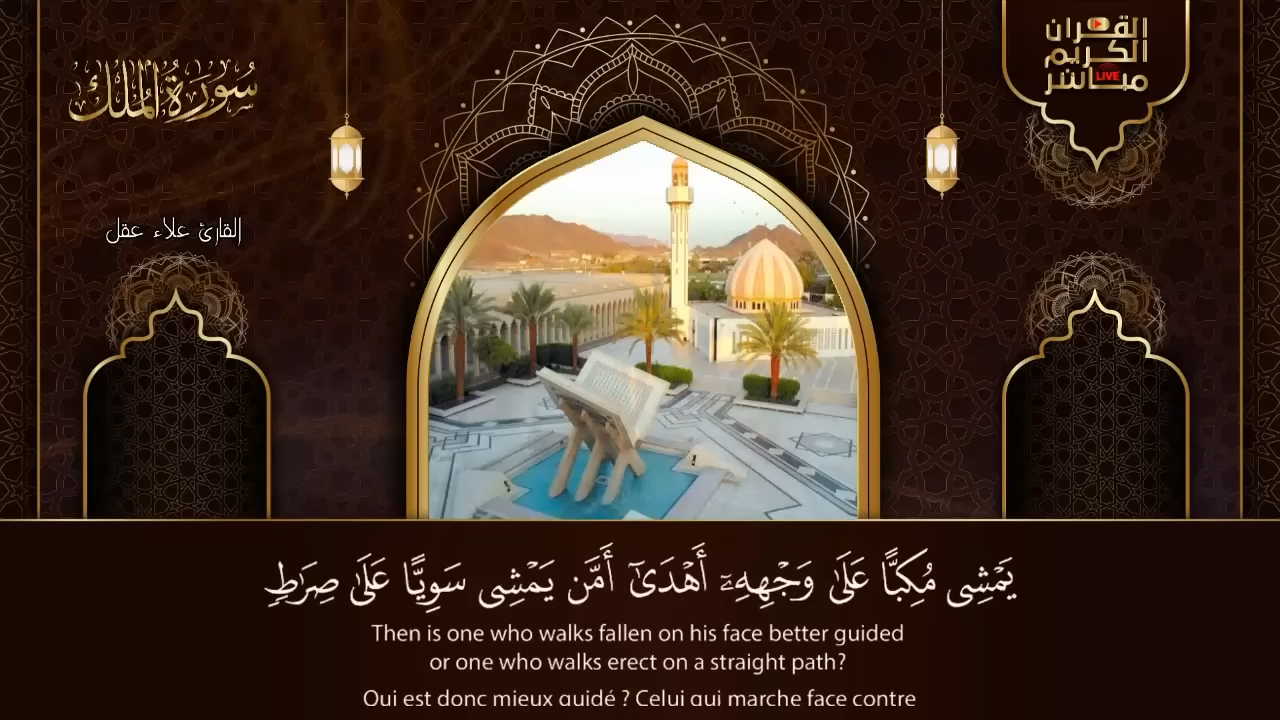 سُورَةُ المُلك
القرآن
الكريم
مباشر
LIVE
القارئ علاء عقل
يَمْشِى مُكِبًّا عَلَىٰ وَجْهِهِۦٓ أَهْدَىٰٓ أَمَّن يَمْشِى سَوِيًّا عَلَىٰ صِرَٰطٍ
Then is one who walks fallen on his face better guided
or one who walks erect on a straight path?
Qui est donc mieux guidé ? Celui qui marche face contre